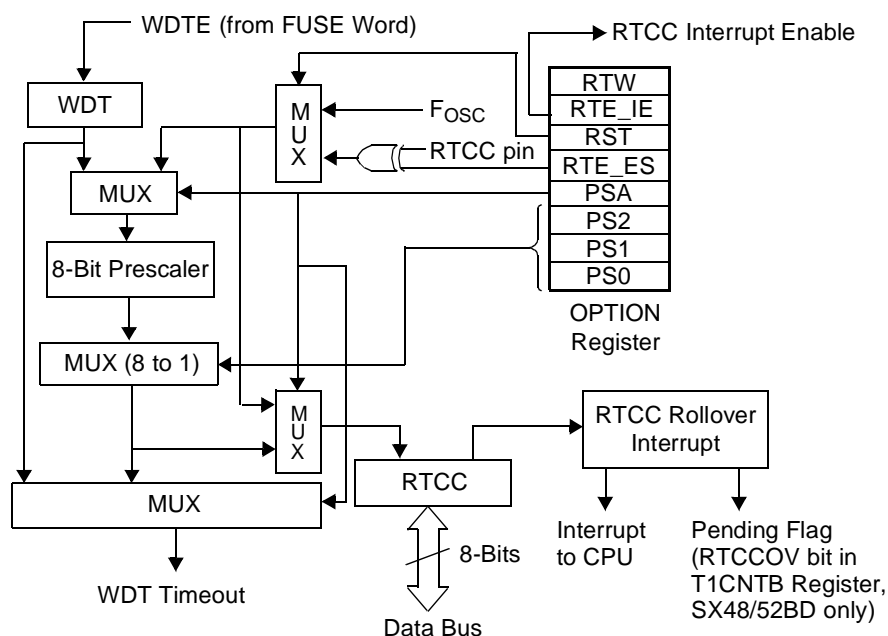 WDTE (from FUSE Word)
RTCC Interrupt Enable
WDT
M
U
X
FOSC
RTCC pin
RTW
RTE_IE
RST
RTE_ES
PSA
PS2
PS1
PS0
OPTION
Register
MUX
8-Bit Prescaler
MUX (8 to 1)
M
U
X
RTCC
RTCC Rollover
Interrupt
MUX
WDT Timeout
8-Bits
Data Bus
Interrupt
to CPU
Pending Flag
(RTCCOV bit in
T1CNTB Register,
SX48/52BD only)